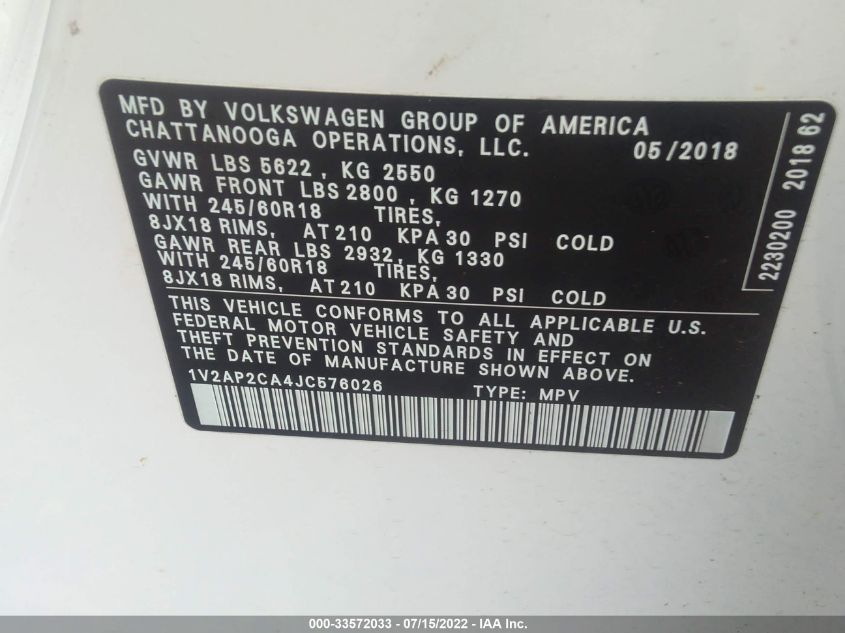 MFD BY VOLKSWAGEN GROUP OF AMERICA
CHATTANOOGA OPERATIONS, LLC. 05/2018
GVWR LBS 5622 , KG 2550
GAWR FRONT LBS 2800 , KG 1270
WITH 245/60R18 TIRES,
8JX18 RIMS, AT 210 KPA 30 PSI COLD
GAWR REAR LBS 2932, KG 1330
WITH 245/60R18 TIRES,
8JX18 RIMS, AT 210 KPA 30 PSI COLD
THIS VEHICLE CONFORMS TO ALL APPLICABLE U.S.
FEDERAL MOTOR VEHICLE SAFETY AND
THEFT PREVENTION STANDARDS IN EFFECT ON
THE DATE OF MANUFACTURE SHOWN ABOVE.
1V2AP2CA4JC576026 TYPE: MPV
2230200 2018 62
000-33572033 - 07/15/2022 - IAA Inc.